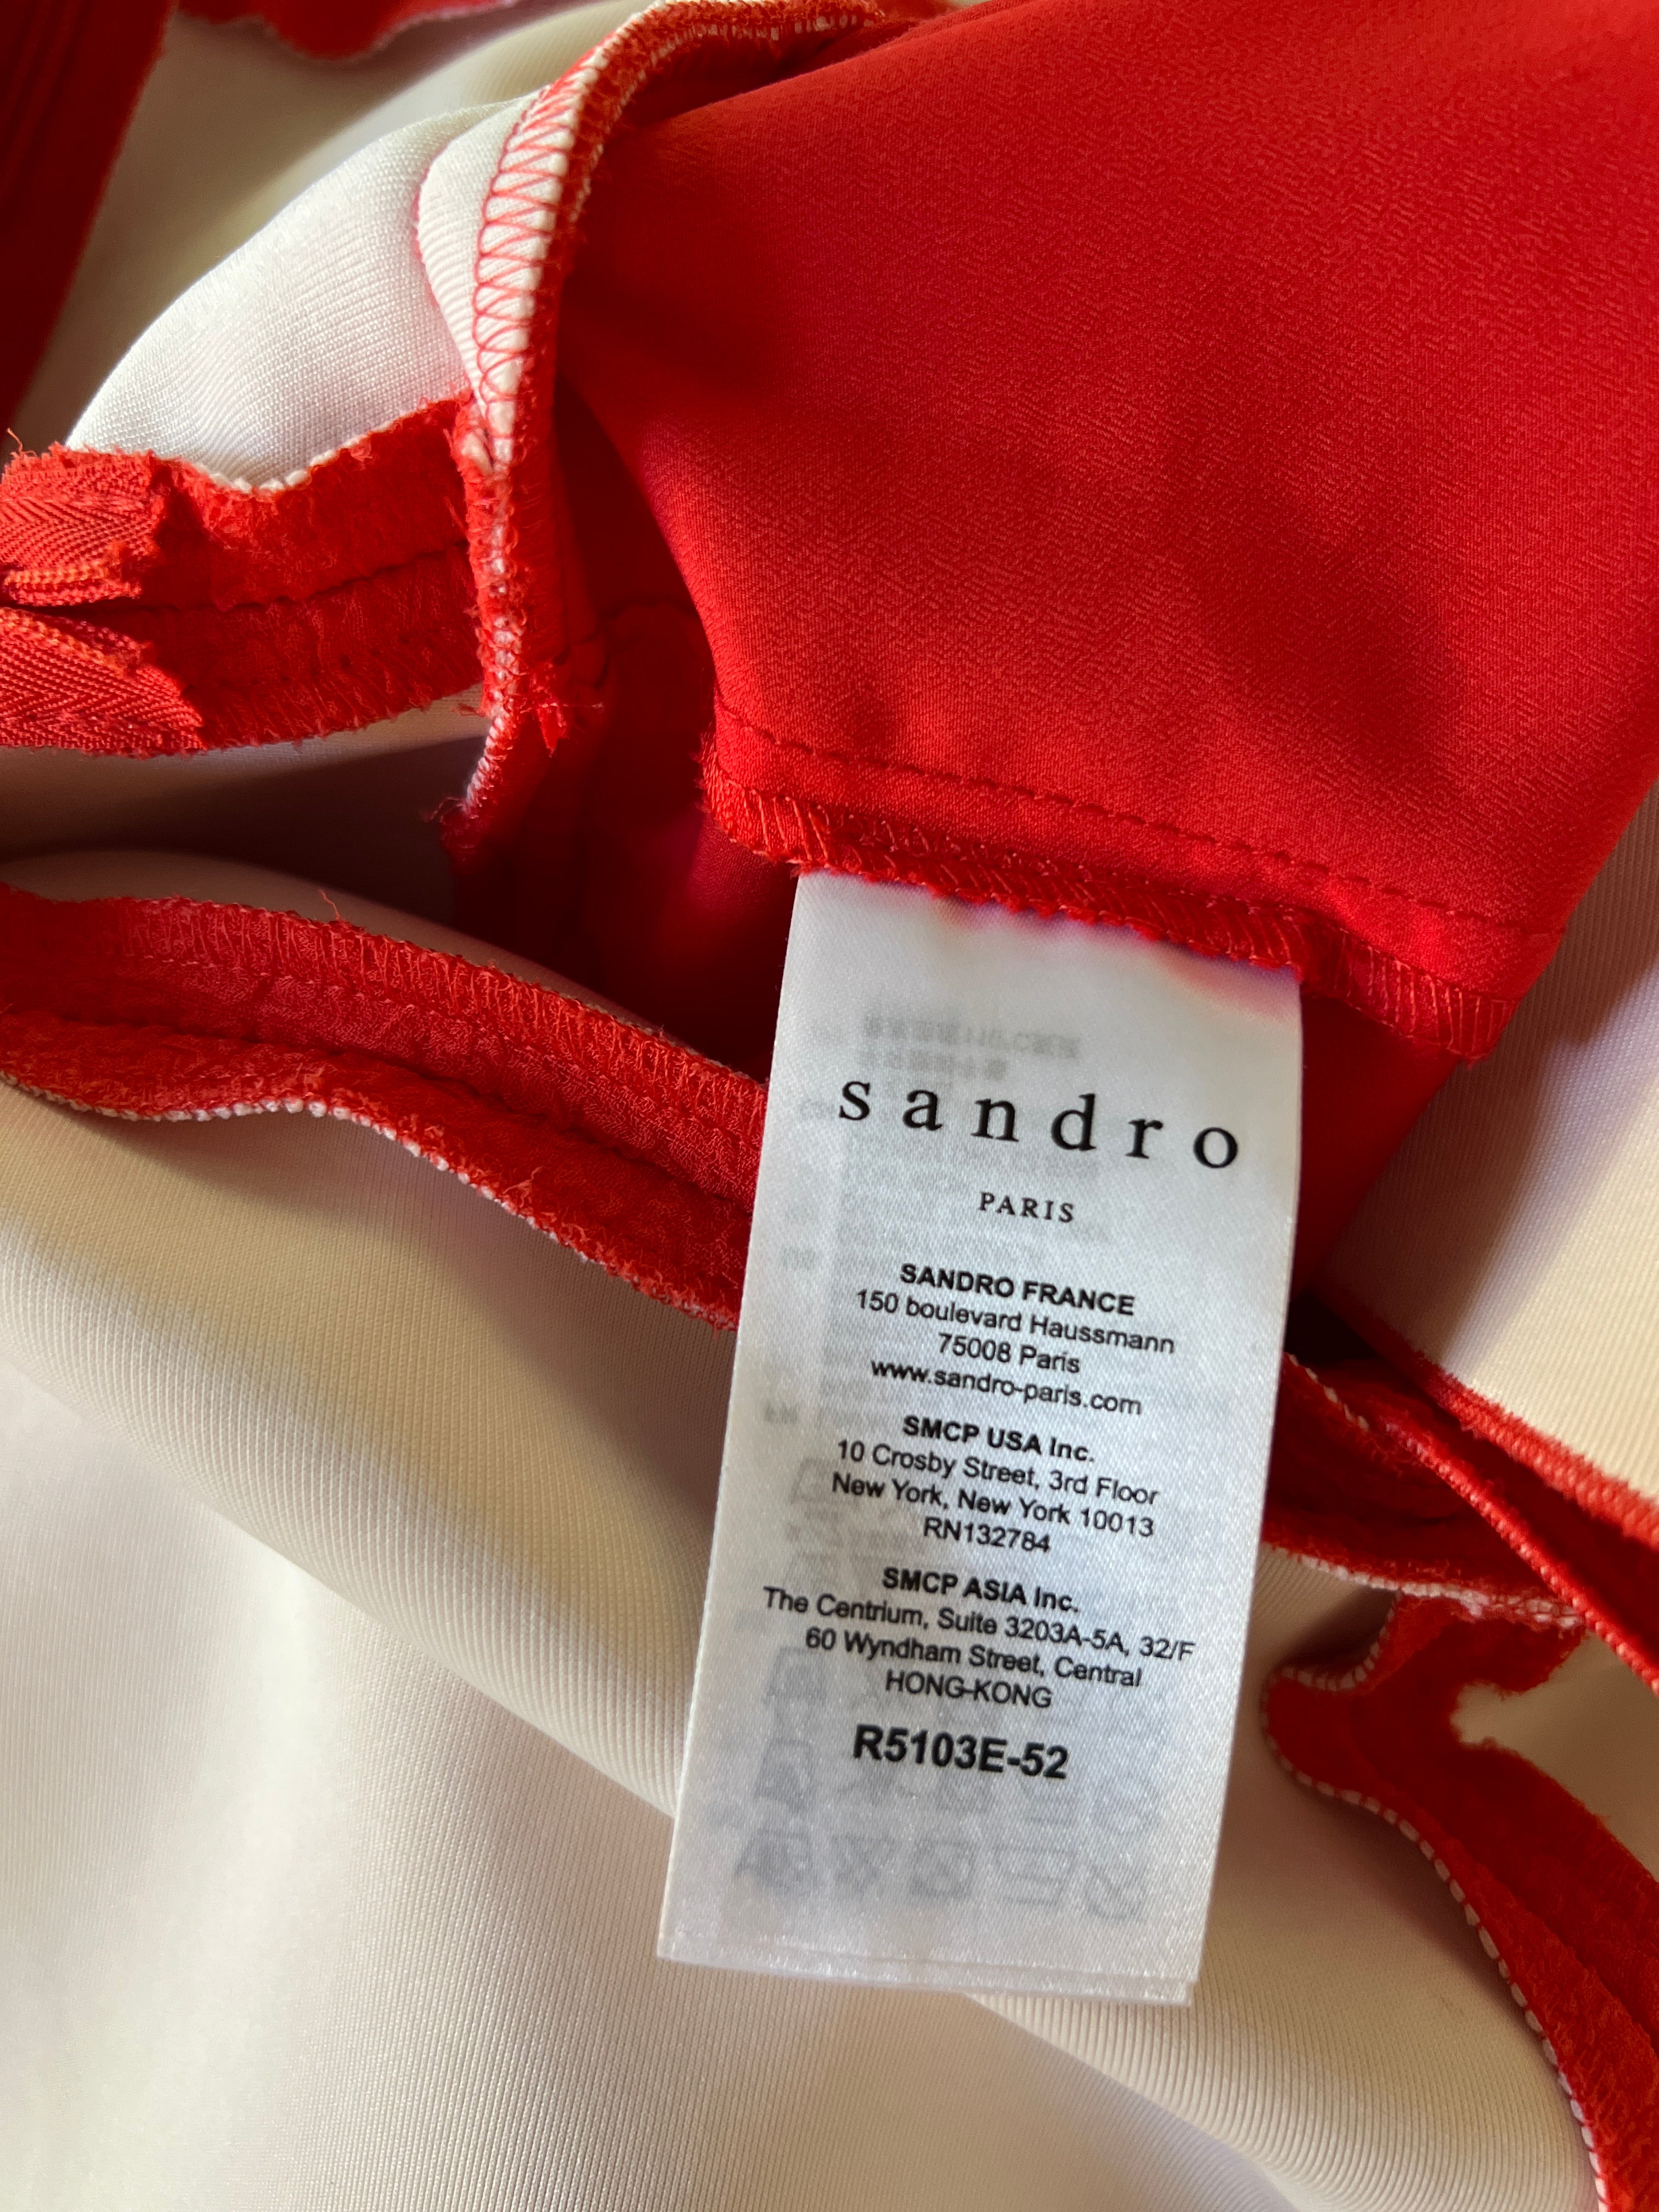 sandro
PARIS
SANDRO FRANCE
150 boulevard Haussmann
75008 Paris
www.sandro-paris.com
SMCP USA Inc.
10 Crosby Street, 3rd Floor
New York, New York 10013
RN132784
SMCP ASIA Inc.
The Centrium, Suite 3203A-5A, 32/F
60 Wyndham Street, Central
HONG-KONG
R5103E-52